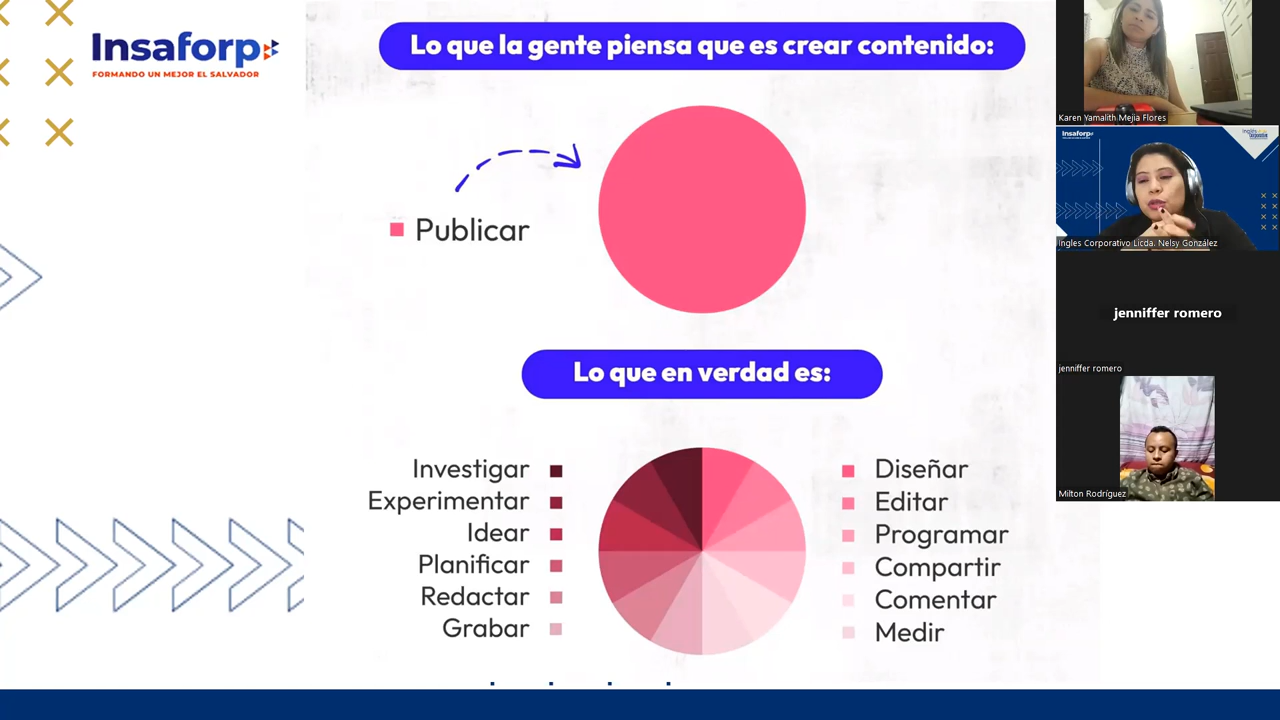 Insaforp
FORMANDO UN MEJOR EL SALVADOR
Lo que la gente piensa que es crear contenido:
Publicar
Lo que en verdad es:
Investigar
Experimentar
Idear
Planificar
Redactar
Grabar
Diseñar
Editar
Programar
Compartir
Comentar
Medir
Karen Yamalith Mejia Flores
Insaforp
Ingles Corporativo Licda. Nelsy González
jenniffer romero
jenniffer romero
Milton Rodríguez